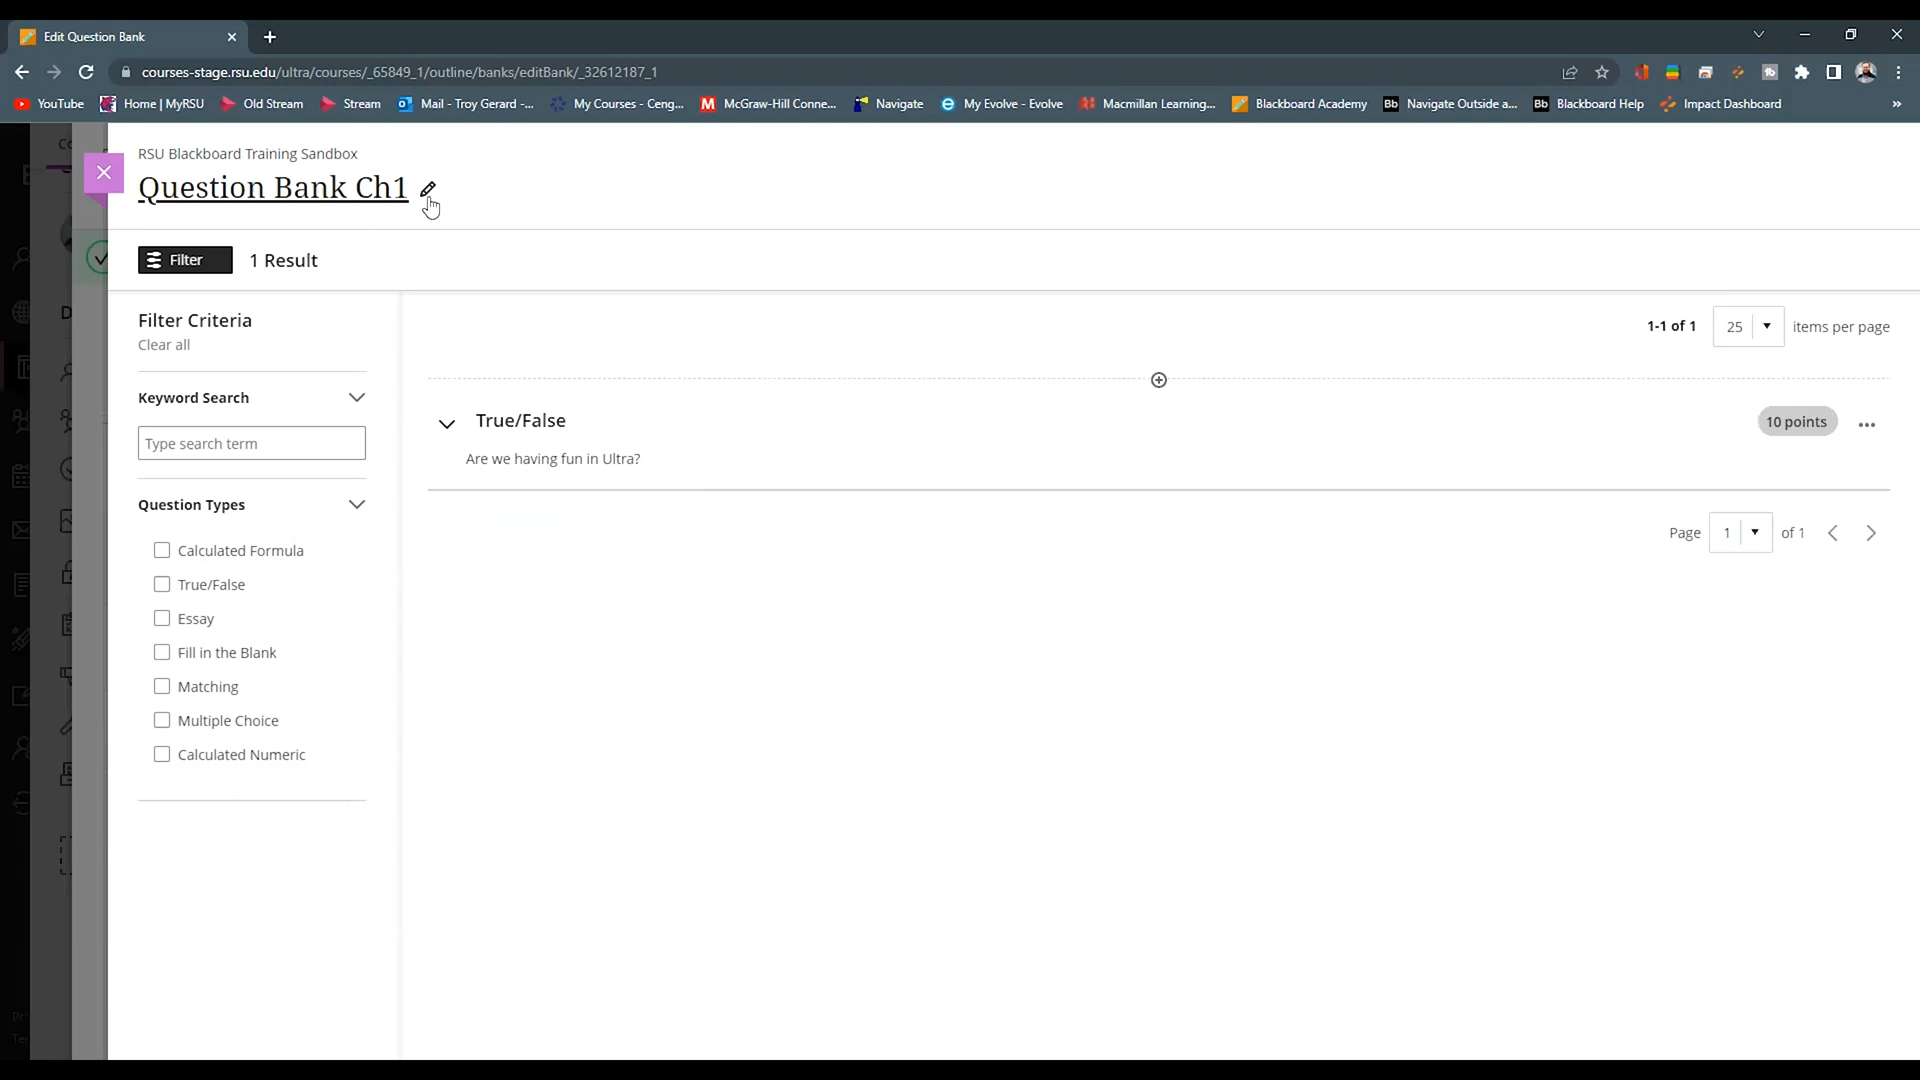 Edit Question Bank
courses-stage.rsu.edu/ultra/courses/_65849_1/outline/banks/editBank/_32612187_1
YouTube Home | MyRSU Old Stream Stream Mail - Troy Gerard -... My Courses - Ceng... McGraw-Hill Conne... Navigate My Evolve - Evolve Macmillan Learning... Blackboard Academy Bb Navigate Outside a... Bb Blackboard Help Impact Dashboard »
RSU Blackboard Training Sandbox
Question Bank Ch1
Filter 1 Result
Filter Criteria
Clear all
1-1 of 1 25 items per page
Keyword Search
Type search term
True/False 10 points
Are we having fun in Ultra?
Question Types
Page 1 of 1
Calculated Formula
True/False
Essay
Fill in the Blank
Matching
Multiple Choice
Calculated Numeric